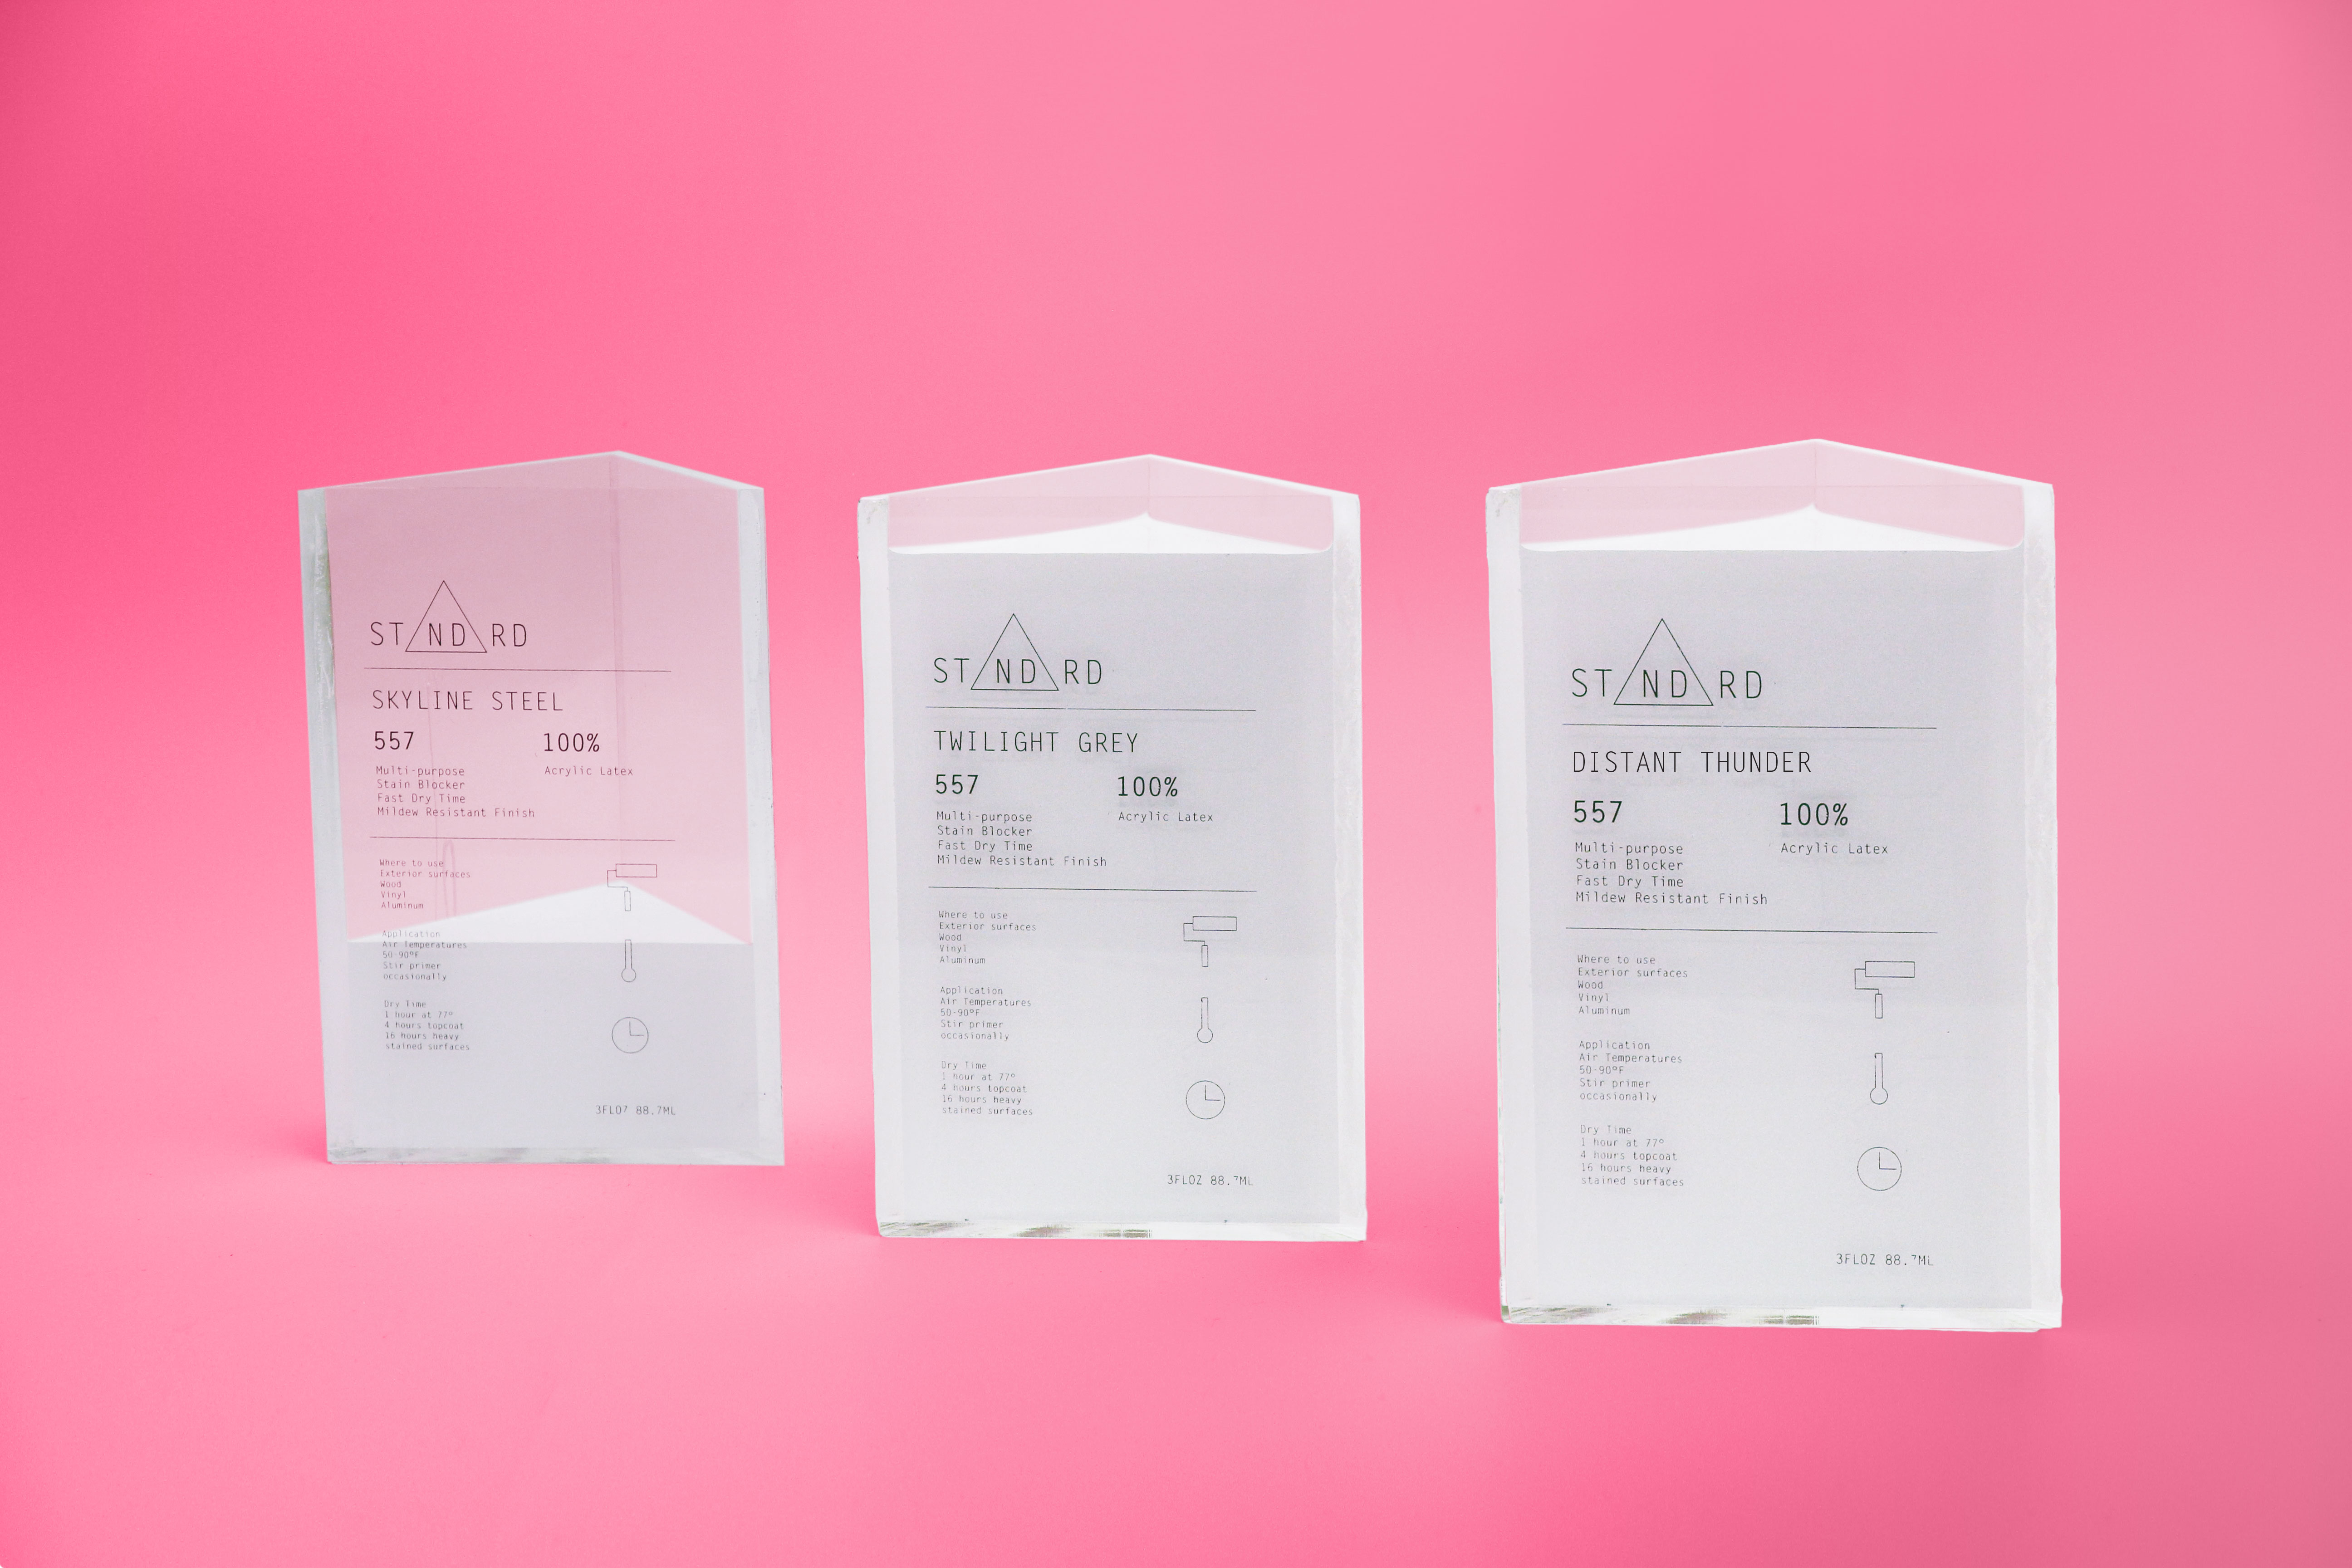 ST ND RD
SKYLINE STEEL
557 100%
Multi-purpose Acrylic Latex
Stain Blocker
Fast Dry Time
Mildew Resistant Finish
Where to use
Exterior surfaces
Wood
Vinyl
Aluminum
Application
Air Temperatures
50-90ºF
Stir primer
occasionally
Dry Time
1 hour at 77º
4 hours topcoat
16 hours heavy
stained surfaces
3FLOZ 88.7ML
ST ND RD
TWILIGHT GREY
557 100%
Multi-purpose Acrylic Latex
Stain Blocker
Fast Dry Time
Mildew Resistant Finish
Where to use
Exterior surfaces
Wood
Vinyl
Aluminum
Application
Air Temperatures
50-90ºF
Stir primer
occasionally
Dry Time
1 hour at 77º
4 hours topcoat
16 hours heavy
stained surfaces
3FLOZ 88.7ML
ST ND RD
DISTANT THUNDER
557 100%
Multi-purpose Acrylic Latex
Stain Blocker
Fast Dry Time
Mildew Resistant Finish
Where to use
Exterior surfaces
Wood
Vinyl
Aluminum
Application
Air Temperatures
50-90ºF
Stir primer
occasionally
Dry Time
1 hour at 77º
4 hours topcoat
16 hours heavy
stained surfaces
3FLOZ 88.7ML